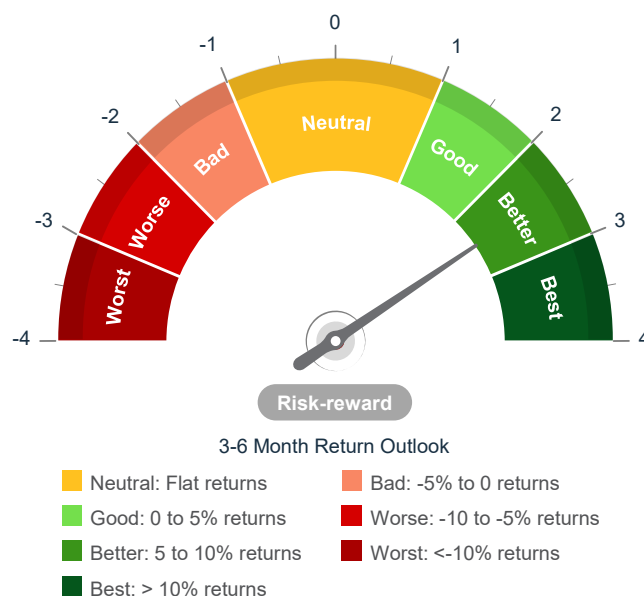 0
-1
1
-2
2
-3
3
-4
4
Neutral
Bad
Good
Worse
Better
Worst
Best
Risk-reward
3-6 Month Return Outlook
Neutral: Flat returns
Bad: -5% to 0 returns
Good: 0 to 5% returns
Worse: -10 to -5% returns
Better: 5 to 10% returns
Worst: <-10% returns
Best: > 10% returns